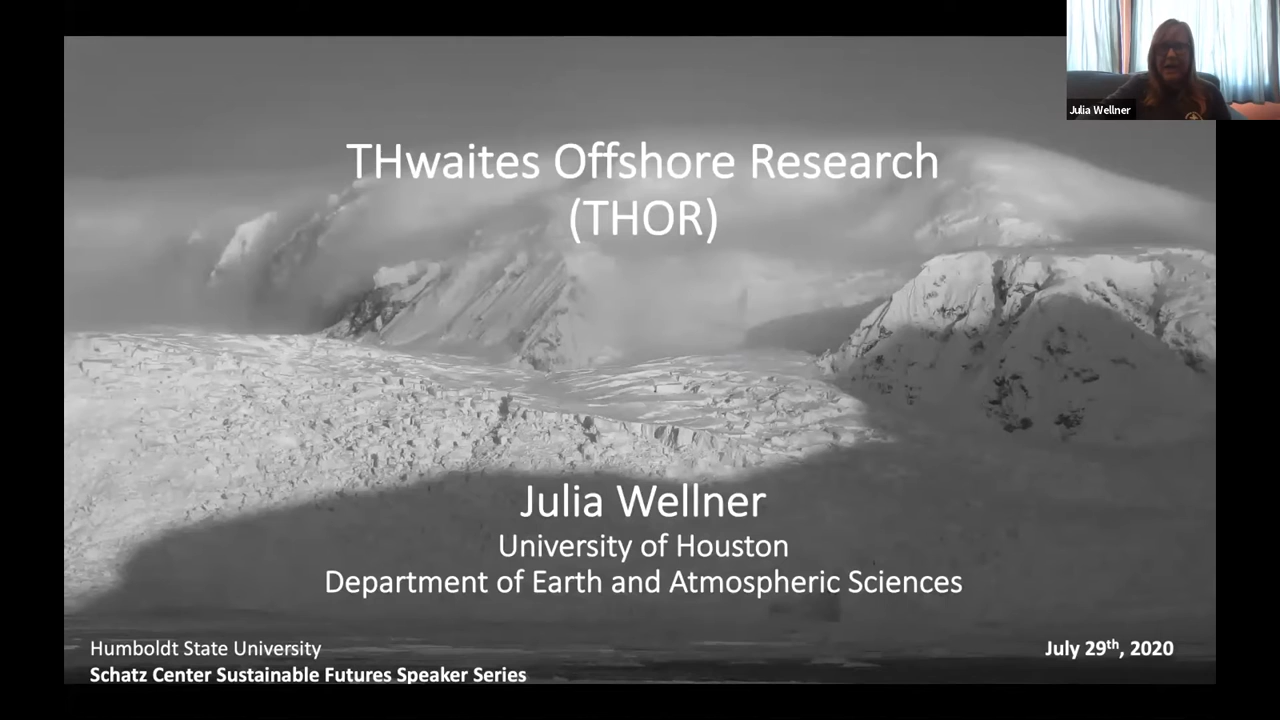 Julia Wellner
THwaites Offshore Research
(THOR)
Julia Wellner
University of Houston
Department of Earth and Atmospheric Sciences
Humboldt State University
July 29th, 2020
Schatz Center Sustainable Futures Speaker Series